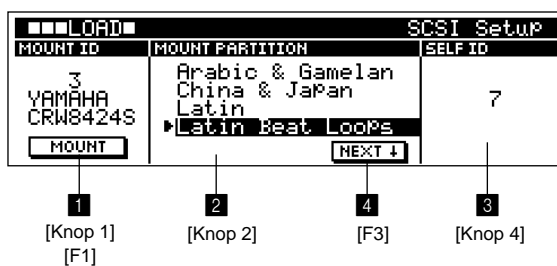 LOAD SCSI Setup
MOUNT ID MOUNT PARTITION SELF ID
3
YAMAHA
CRW8424S
MOUNT
Arabic & Gamelan
China & Japan
Latin
Latin Beat Loops
NEXT ↓
7
1 2 4 3
[Knop 1] [Knop 2] [F3] [Knop 4]
[F1]